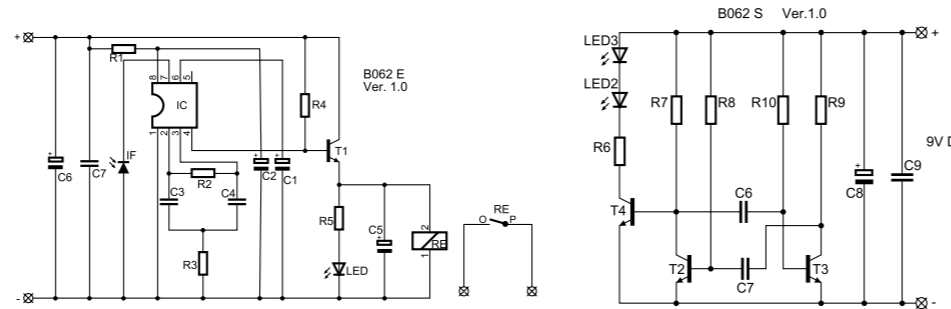 B062 S Ver.1.0
+
+
LED3
R1
8
7
6
5
B062 E
Ver. 1.0
LED2
R7
R8
R10
R9
IC
R4
1
2
3
4
9V D
T1
R6
IF
+
C6
C7
R2
+
C2
+
C1
+
C8
C9
C3
C4
C6
T4
R5
RE
O
P
+
C5
2
RE
1
R3
T2
C7
T3
LED
-
-